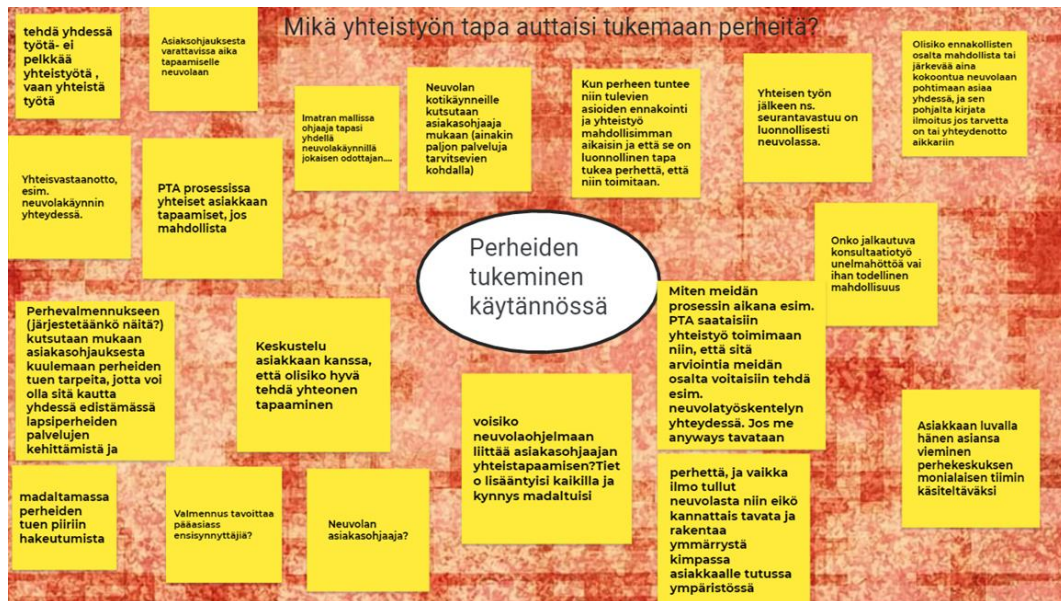 Mikä yhteistyön tapa auttaisi tukemaan perheitä?
tehdä yhdessä
työtä- ei
pelkkää
yhteistyötä ,
vaan yhteistä
työtä
Asiaksohjauksesta
varattavissa aika
tapaamiselle
neuvolaan
Imatran mallissa
ohjaaja tapasi
yhdellä
neuvolakäynnillä
jokaisen odottajan....
Neuvolan
kotikäynneille
kutsutaan
asiakasohjaaja
mukaan (ainakin
paljon palveluja
tarvitsevien
kohdalla)
Kun perheen tuntee
niin tulevien
asioiden ennakointi
ja yhteistyö
mahdollisimman
aikaisin ja että se on
luonnollinen tapa
tukea perhettä, että
niin toimitaan.
Yhteisen työn
jälkeen ns.
seurantavastuu on
luonnollisesti
neuvolassa.
Olisiko ennakollisten
osalta mahdollista tai
järkevää aina
kokoontua neuvolaan
pohtimaan asiaa
yhdessä, ja sen
pohjalta kirjata
ilmoitus jos tarvetta
on tai yhteydenotto
aikkariin
Yhteisvastaanotto,
esim.
neuvolakäynnin
yhteydessä.
PTA prosessissa
yhteiset asiakkaan
tapaamiset, jos
mahdollista
Perheiden
tukeminen
käytännössä
Onko jalkautuva
konsultaatiotyö
unelmahöttöä vai
ihan todellinen
mahdollisuus
Perhevalmennukseen
(järjestetäänkö näitä?)
kutsutaan mukaan
asiakasohjauksesta
kuulemaan perheiden
tuen tarpeita, jotta voi
olla sitä kautta
yhdessä edistämässä
lapsiperheiden
palvelujen
kehittämistä ja
madaltamassa
perheiden
tuen piiriin
hakeutumista
Keskustelu
asiakkaan kanssa,
että olisiko hyvä
tehdä yhteonen
tapaaminen
Valmennus tavoittaa
pääasiass
ensisynnyttäjiä?
Neuvolan
asiakasohjaaja?
voisiko
neuvolaohjelmaan
liittää asiakasohjaajan
yhteistapaamisen?Tiet
o lisääntyisi kaikilla ja
kynnys madaltuisi
Miten meidän
prosessin aikana esim.
PTA saataisiin
yhteistyö toimimaan
niin, että sitä
arviointia meidän
osalta voitaisiin tehdä
esim.
neuvolatyöskentelyn
yhteydessä. Jos me
anyways tavataan
perhettä, ja vaikka
ilmo tullut
neuvolasta niin eikö
kannattais tavata ja
rakentaa
ymmärrystä
kimpassa
asiakkaalle tutussa
ympäristössä
Asiakkaan luvalla
hänen asiansa
vieminen
perhekeskuksen
monialaisen tiimin
käsiteltäväksi